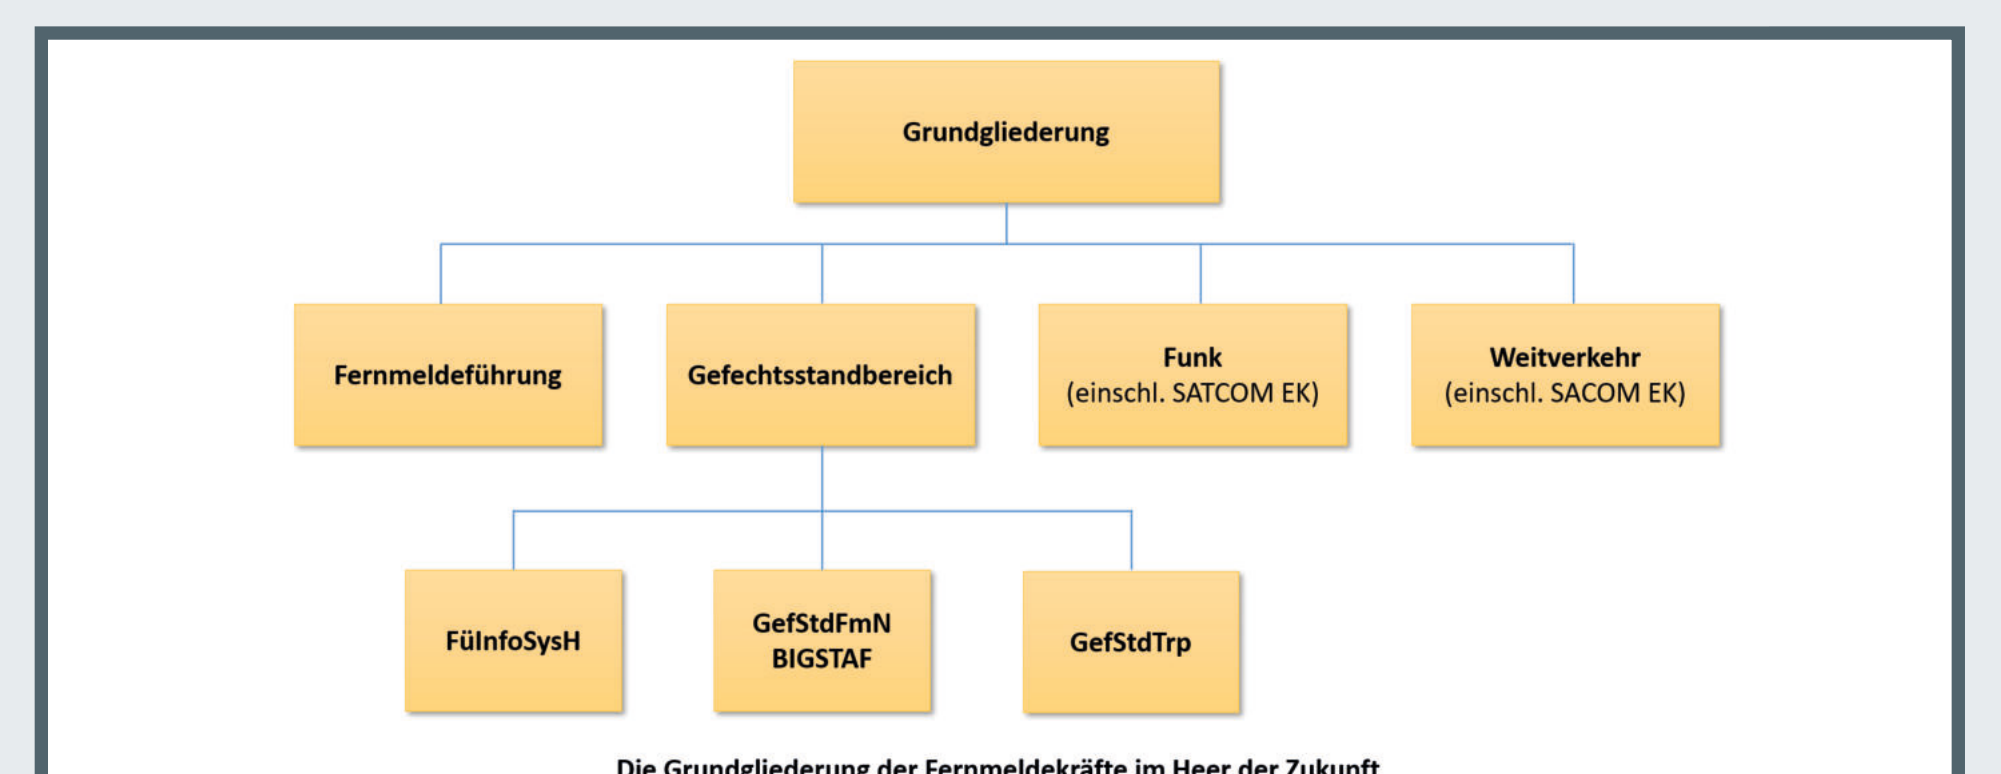 Grundgliederung
Fernmeldeführung
Gefechtsstandbereich
Funk
(einschl. SATCOM EK)
Weitverkehr
(einschl. SACOM EK)
FüInfoSysH
GefStdFmN
BIGSTAF
GefStdTrp
Die Grundgliederung der Fernmeldekräfte im Heer der Zukunft